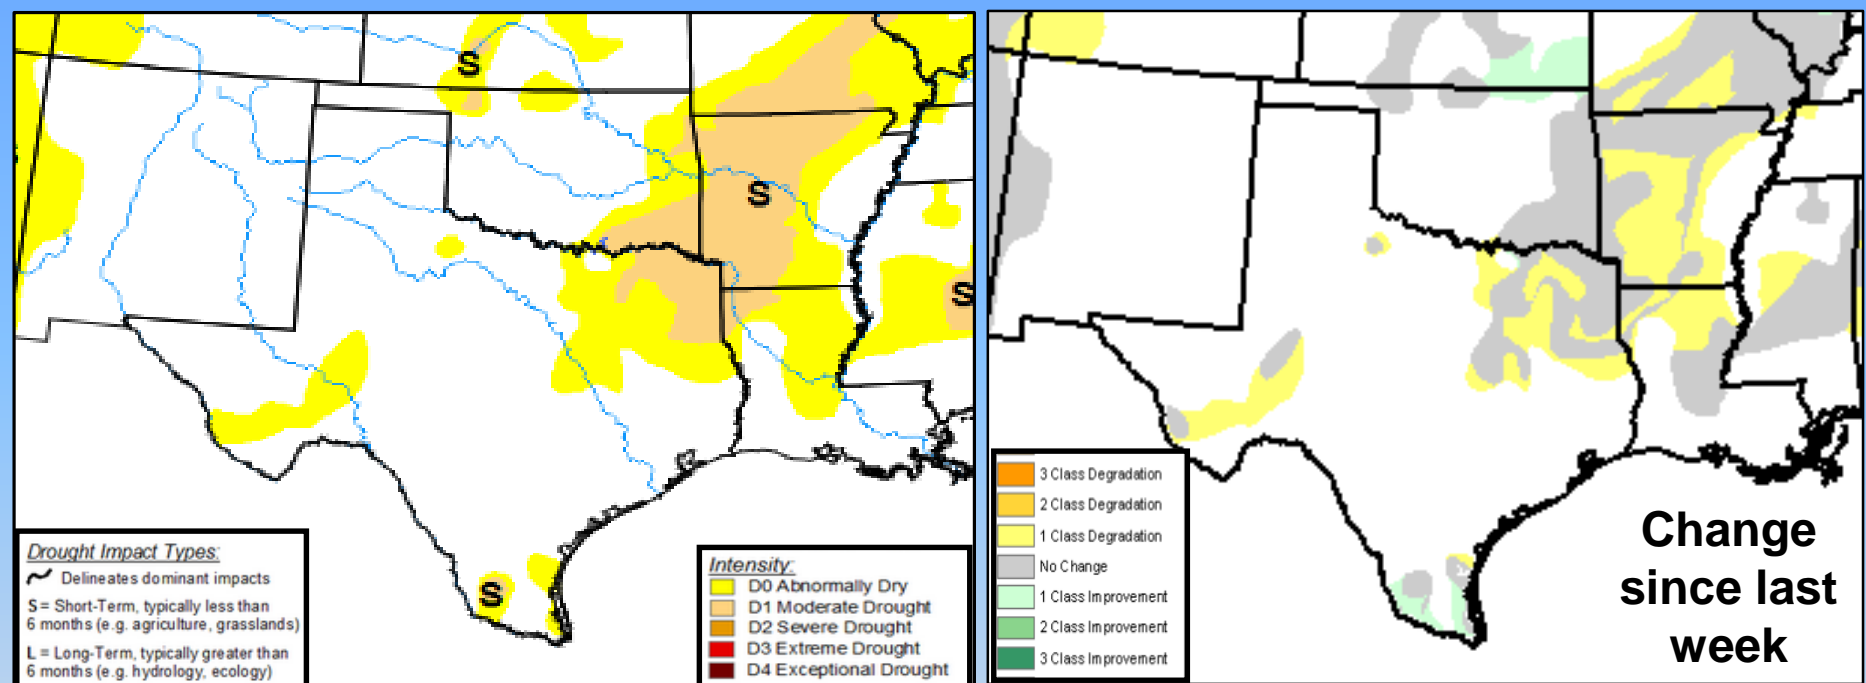 S
S
S
S
Drought Impact Types:
Delineates dominant impacts
S = Short-Term, typically less than
6 months (e.g. agriculture, grasslands)
L = Long-Term, typically greater than
6 months (e.g. hydrology, ecology)
Intensity:
D0 Abnormally Dry
D1 Moderate Drought
D2 Severe Drought
D3 Extreme Drought
D4 Exceptional Drought
3 Class Degradation
2 Class Degradation
1 Class Degradation
No Change
1 Class Improvement
2 Class Improvement
3 Class Improvement
Change
since last
week